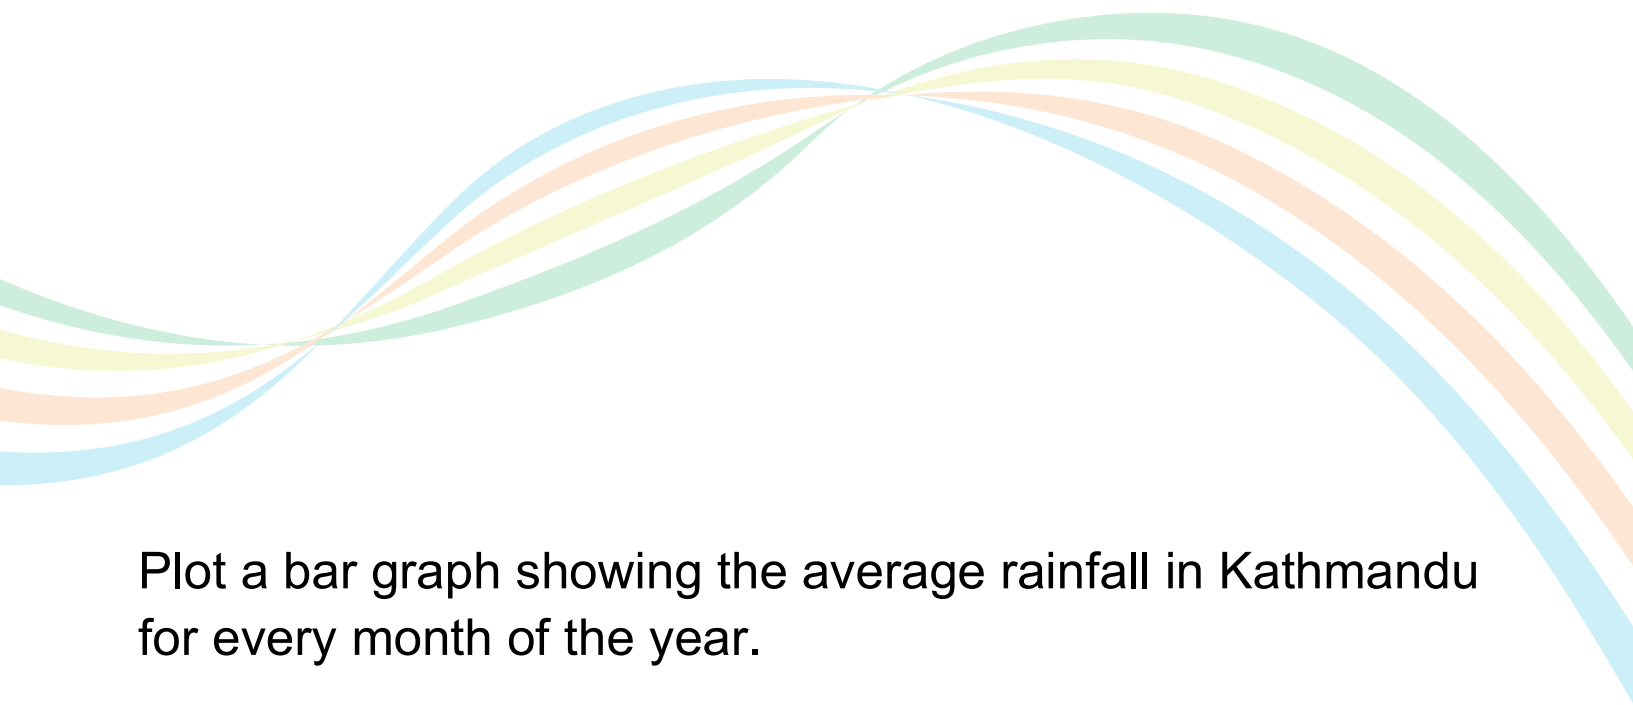 Plot a bar graph showing the average rainfall in Kathmandu
for every month of the year.